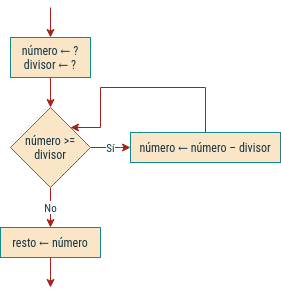 número ← ?
divisor ← ?
número >=
divisor
Sí
número ← número − divisor
No
resto ← número